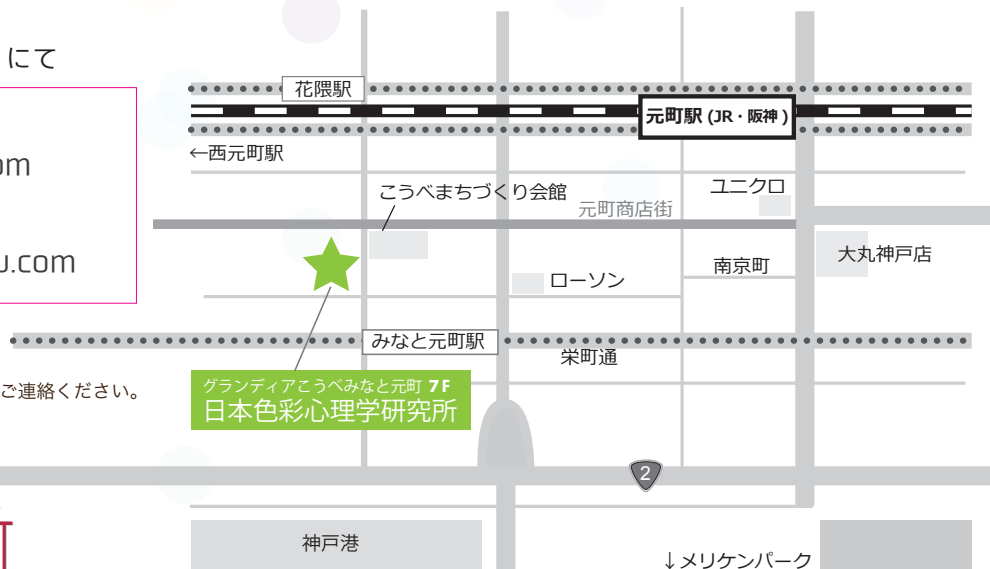 にて
om
u.com
ご連絡ください。
花隈駅
元町駅 (JR・阪神 )
←西元町駅
こうべまちづくり会館
元町商店街
ユニクロ
大丸神戸店
南京町
ローソン
みなと元町駅
栄町通
グランディアこうべみなと元町 7F
日本色彩心理学研究所
2
神戸港
↓メリケンパーク